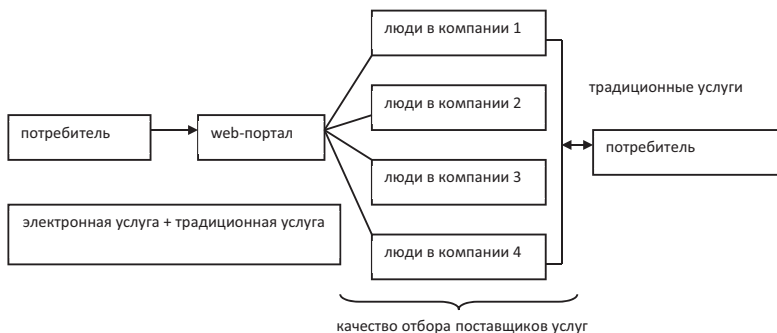 люди в компании 1
люди в компании 2
традиционные услуги
потребитель
web-портал
потребитель
люди в компании 3
электронная услуга + традиционная услуга
люди в компании 4
качество отбора поставщиков услуг